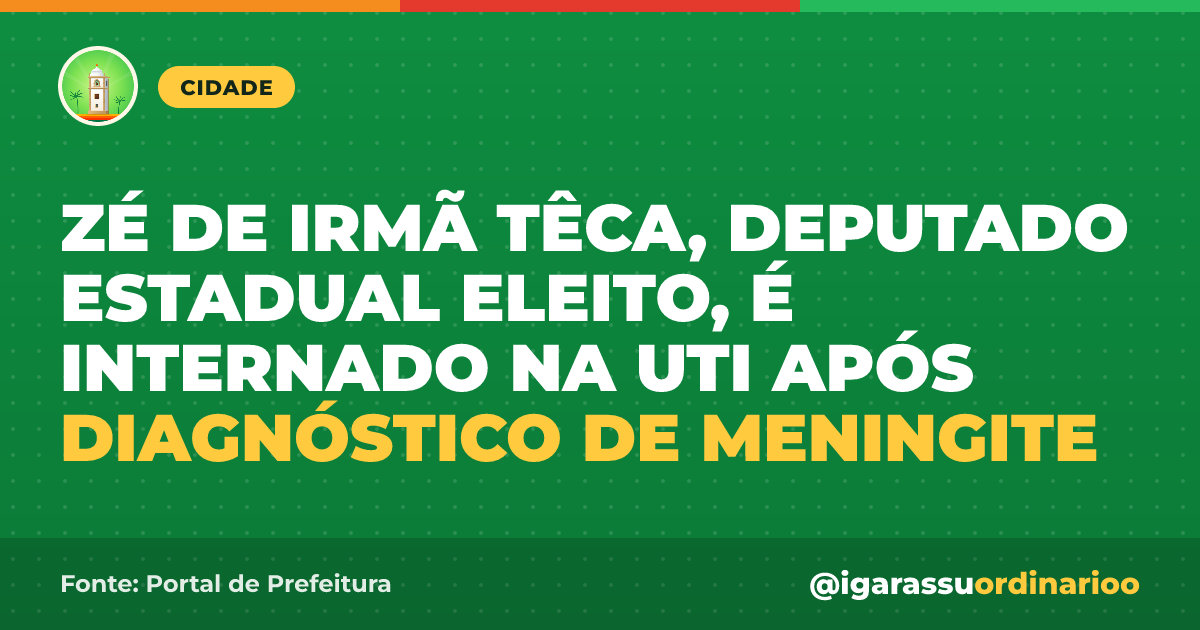 CIDADE
ZÉ DE IRMÃ TÊCA, DEPUTADO
ESTADUAL ELEITO, É
INTERNADO NA UTI APÓS
DIAGNÓSTICO DE MENINGITE
Fonte: Portal de Prefeitura
@igarassuordinarioo